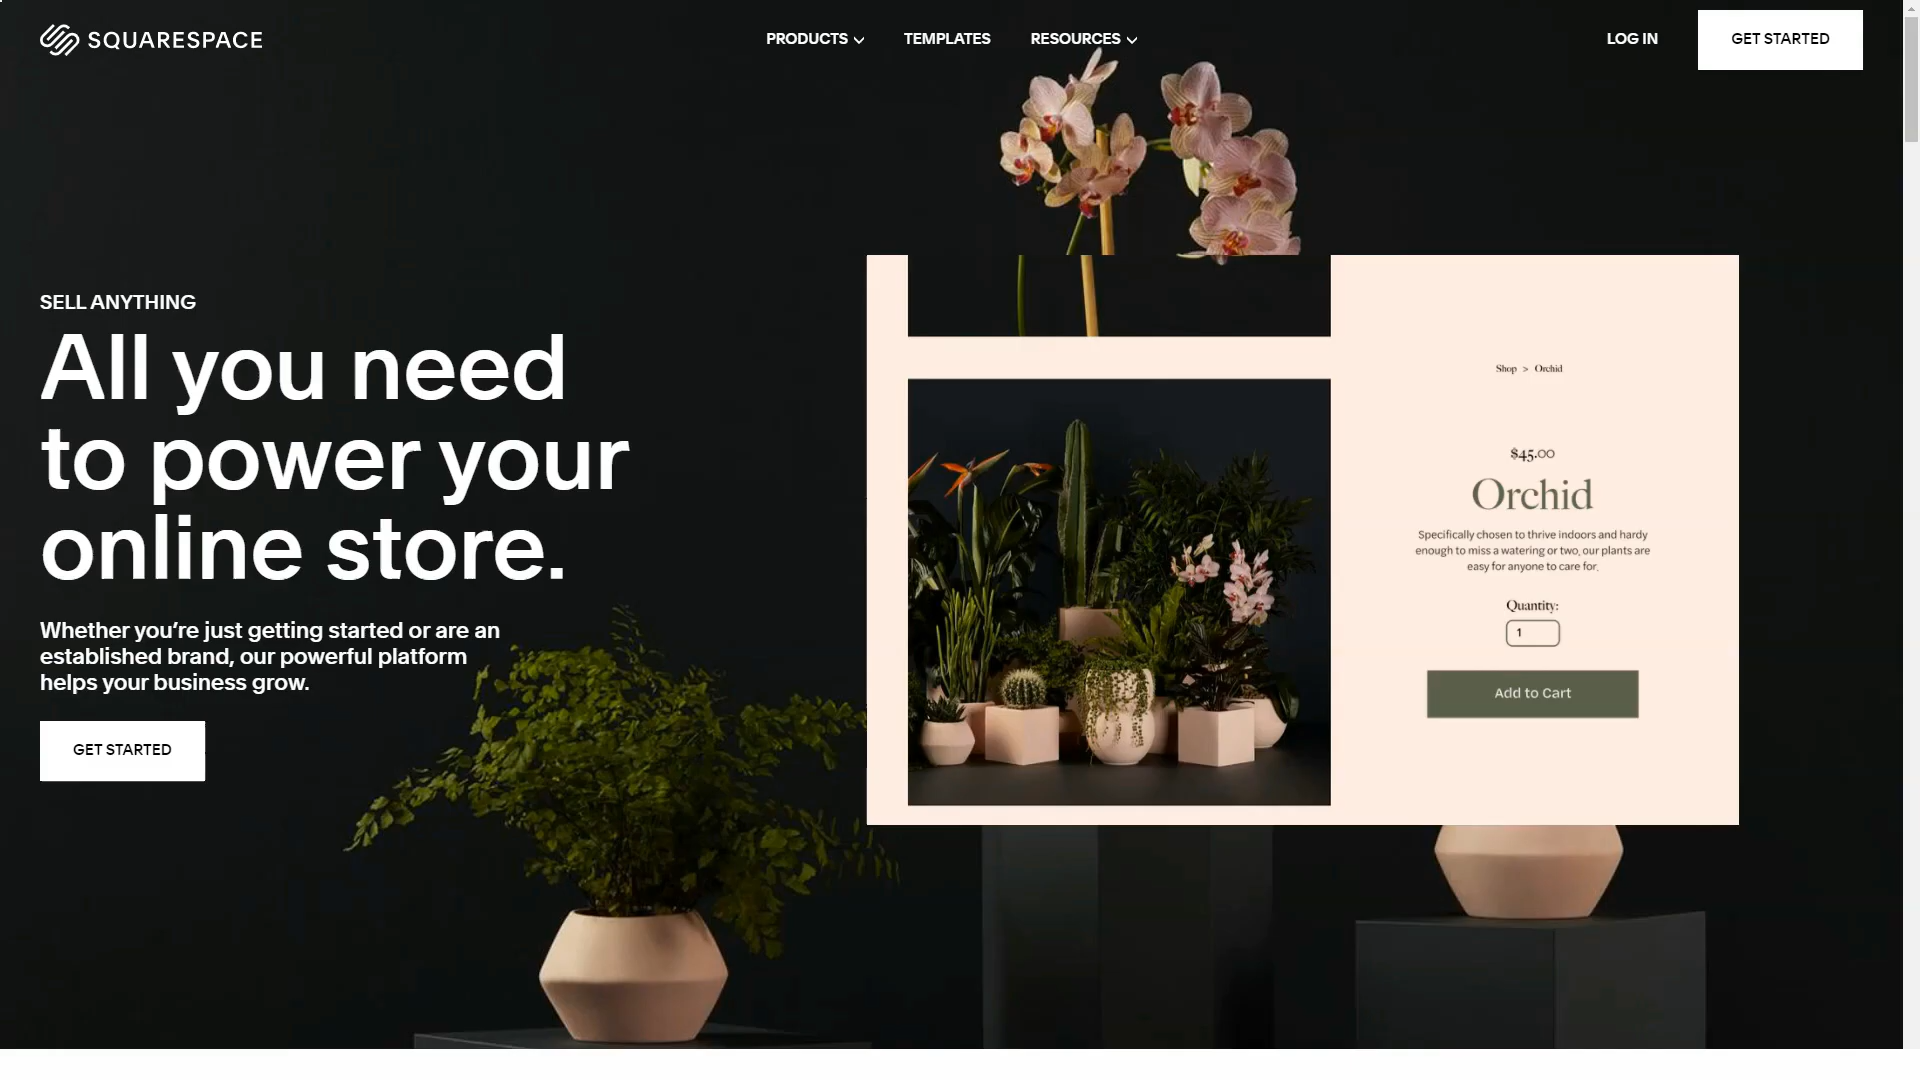 SQUARESPACE
PRODUCTS
TEMPLATES
RESOURCES
LOG IN
GET STARTED
SELL ANYTHING
All you need
to power your
online store.
Whether you’re just getting started or are an
established brand, our powerful platform
helps your business grow.
GET STARTED
Shop > Orchid
$45.00
Orchid
Specifically chosen to thrive indoors and hardy
enough to miss a watering or two, our plants are
easy for anyone to care for.
Quantity:
1
Add to Cart